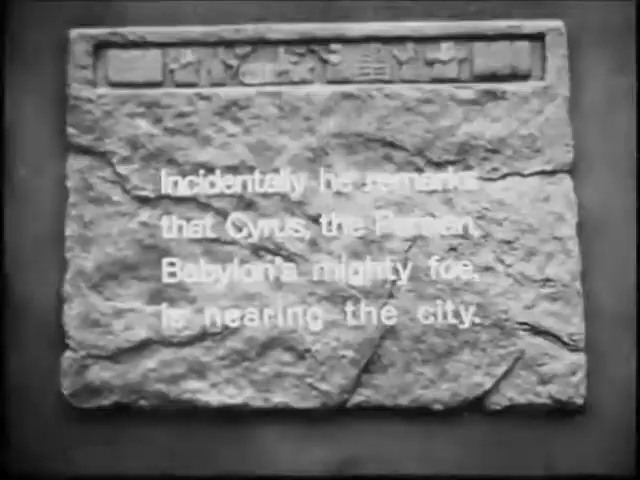 Incidentally he remarks
that Cyrus, the Persian,
Babylon's mighty foe,
is nearing the city.